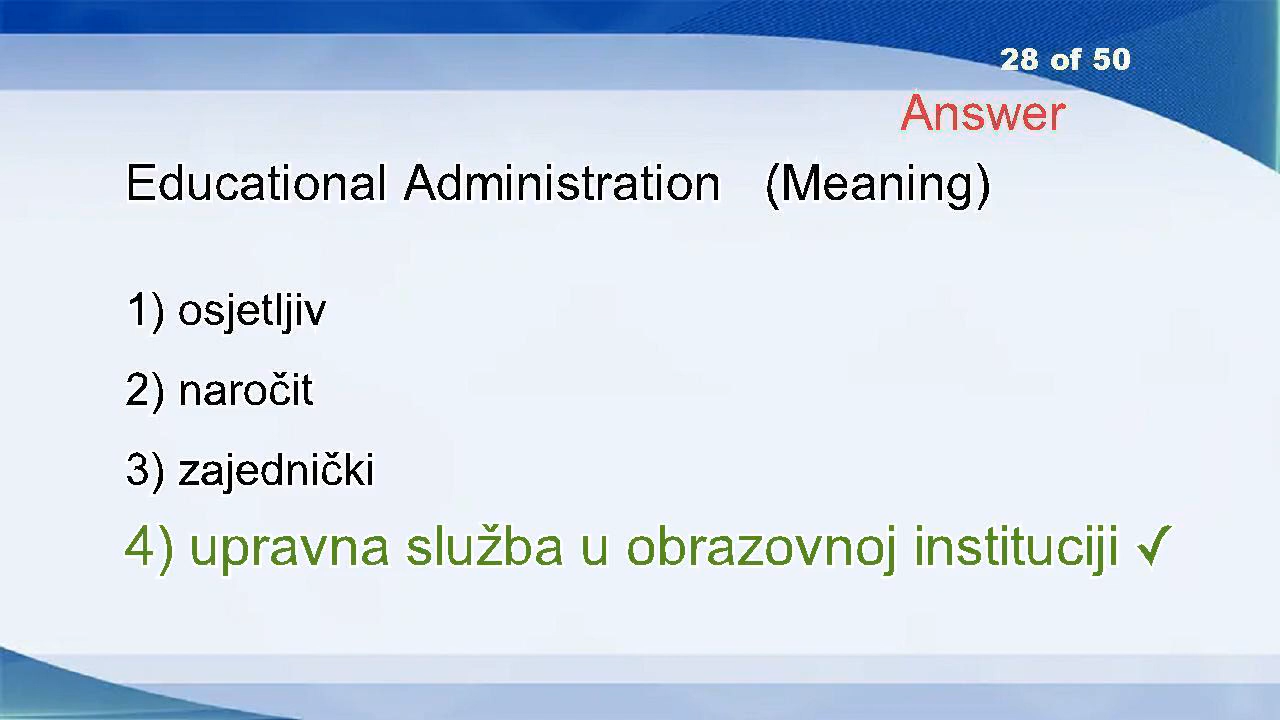 28 of 50
Answer
Educational Administration (Meaning)
1) osjetljiv
2) naročit
3) zajednički
4) upravna služba u obrazovnoj instituciji ✓